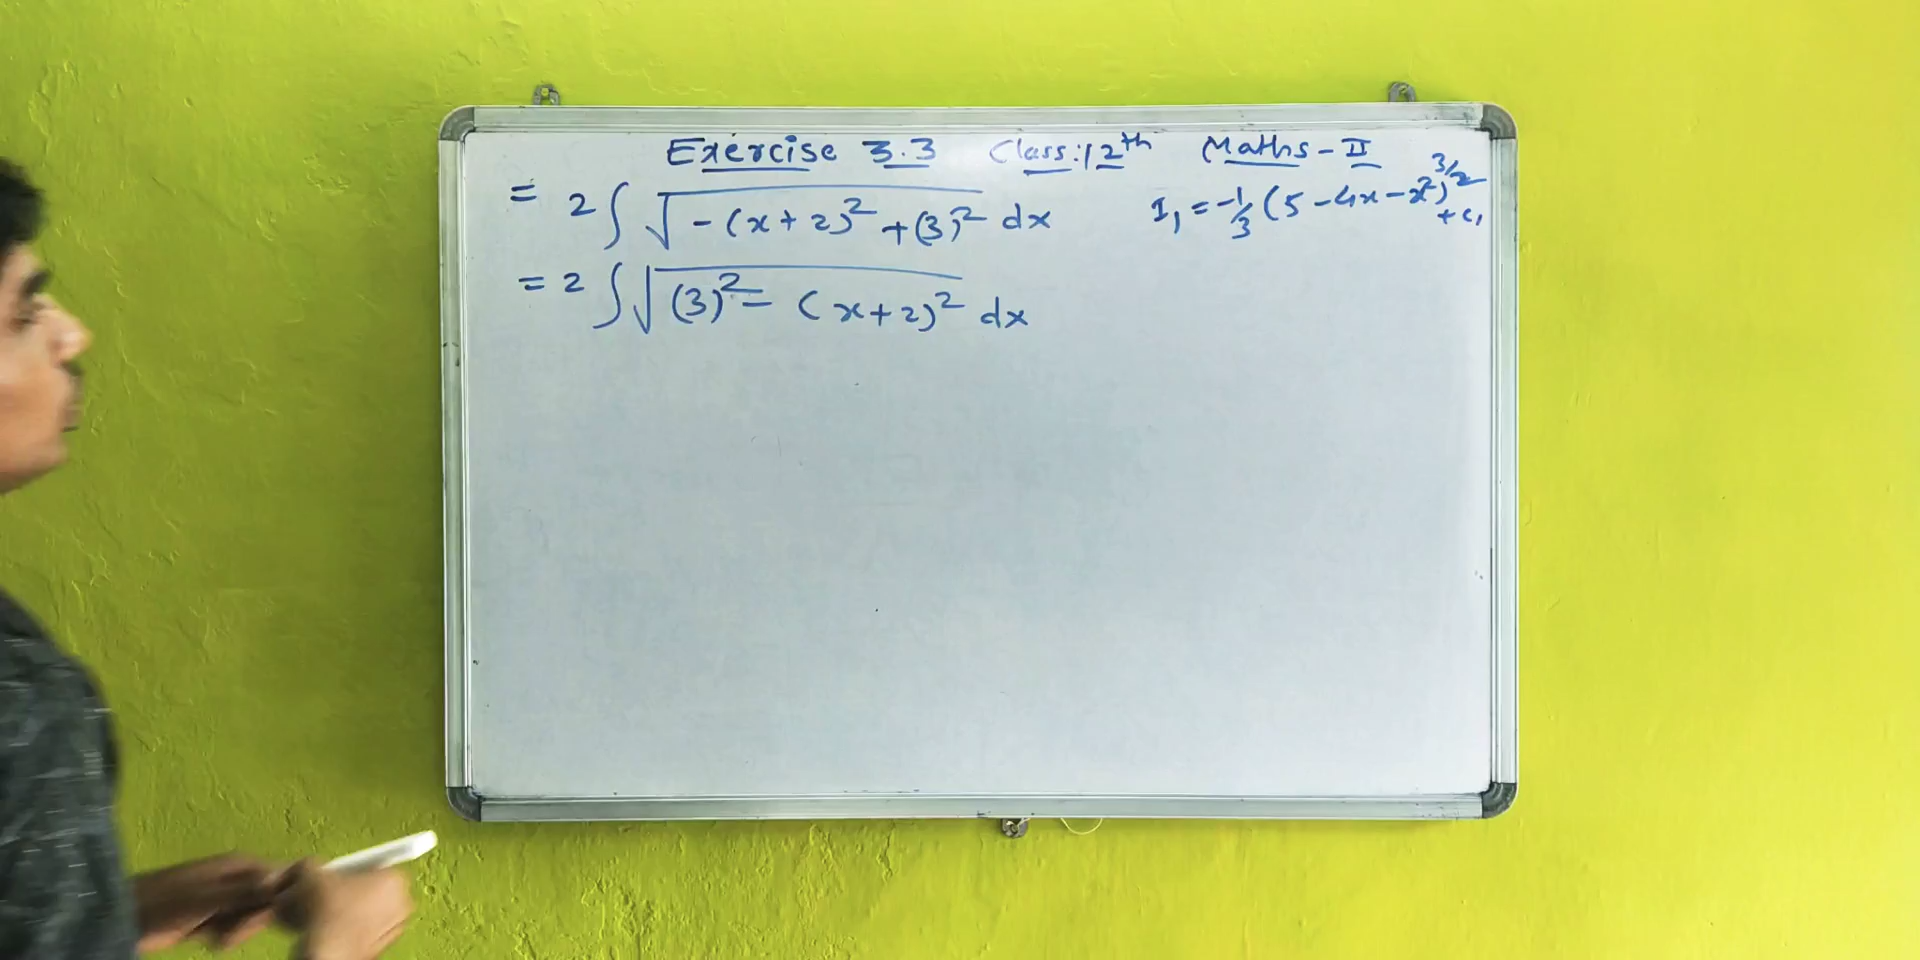 Exercise 3.3 Class:12th Maths-II
= 2∫√(-(x+2)²+(3)²) dx
I₁ = -1/3 (5-4x-x²)^3/2 + c₁
= 2∫√((3)² - (x+2)²) dx